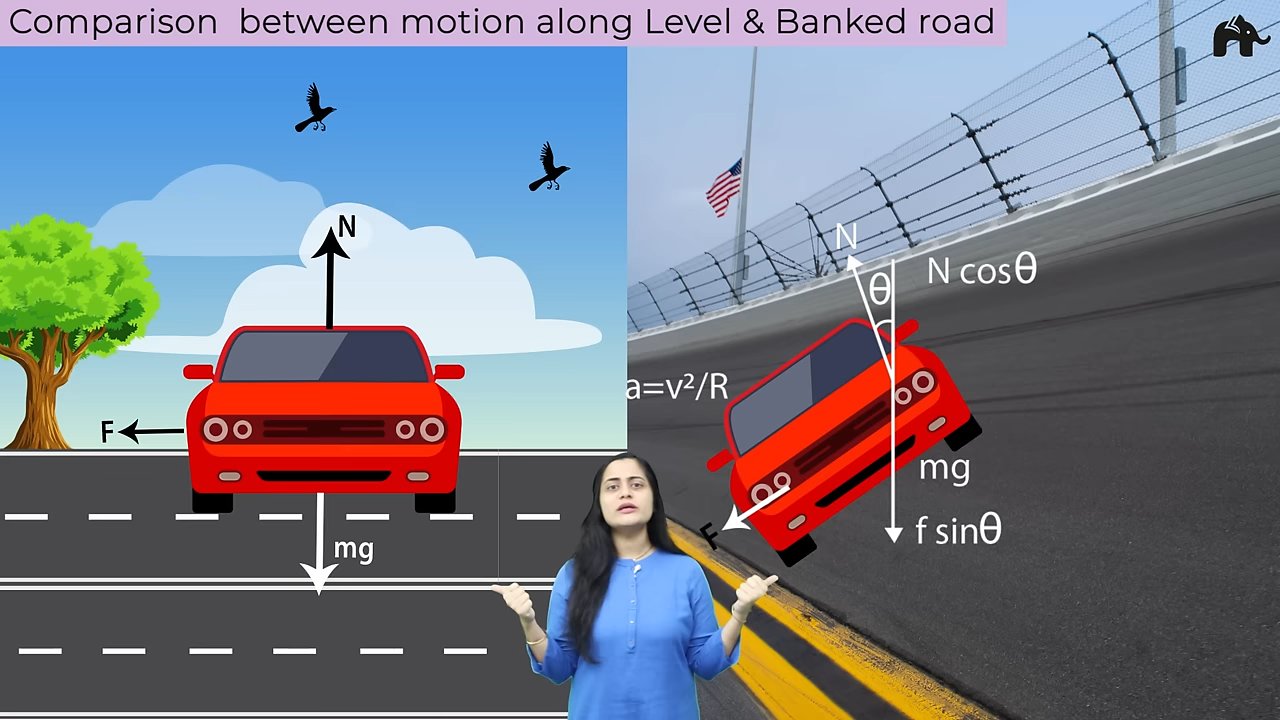 Comparison between motion along Level & Banked road
N
F
mg
N
θ
N cosθ
a=v²/R
mg
F
f sinθ